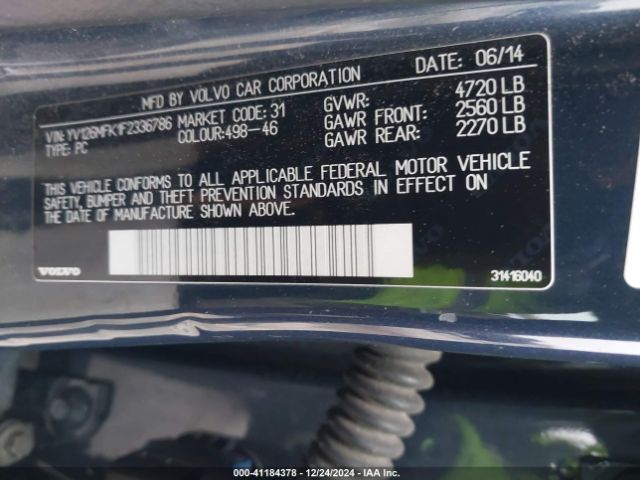 MFD BY VOLVO CAR CORPORATION DATE: 06/14
VIN: YV126MFK1F2336786 MARKET CODE: 31 GVWR: 4720 LB
TYPE: PC COLOUR:498-46 GAWR FRONT: 2560 LB
GAWR REAR: 2270 LB
THIS VEHICLE CONFORMS TO ALL APPLICABLE FEDERAL MOTOR VEHICLE
SAFETY, BUMPER AND THEFT PREVENTION STANDARDS IN EFFECT ON
THE DATE OF MANUFACTURE SHOWN ABOVE.
VOLVO 31416040
000-41184378 • 12/24/2024 • IAA Inc.